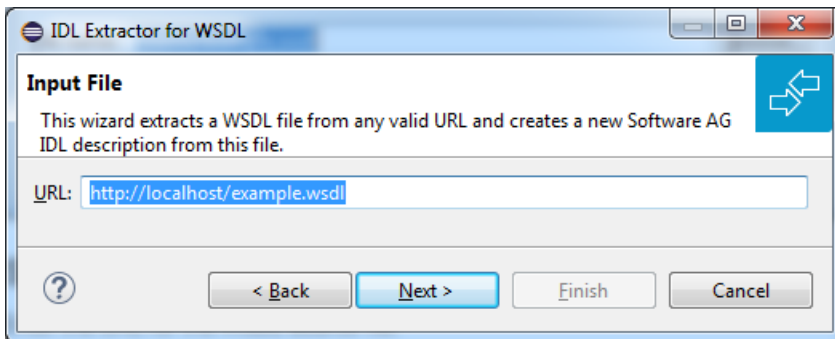 IDL Extractor for WSDL
Input File
This wizard extracts a WSDL file from any valid URL and creates a new Software AG
IDL description from this file.
URL: http://localhost/example.wsdl
? < Back Next > Finish Cancel